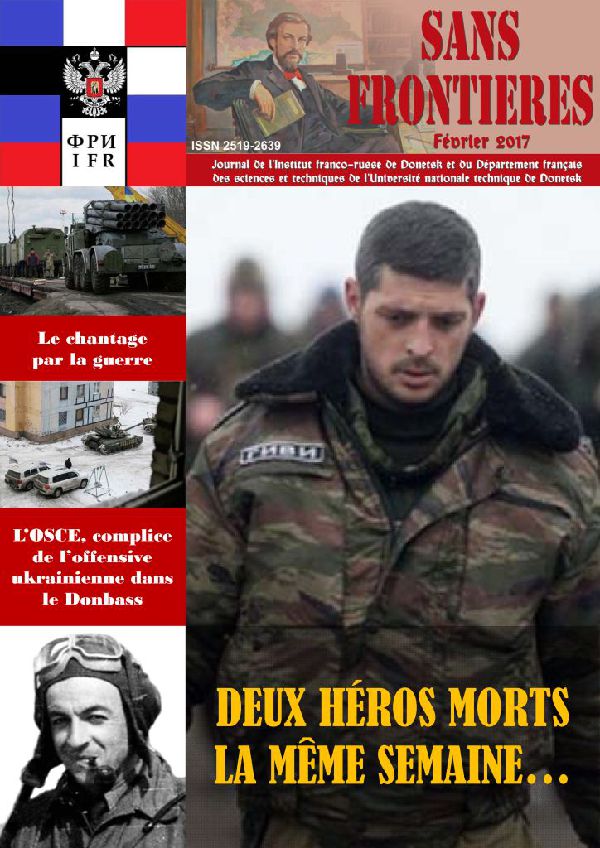 SANS
FRONTIERES
Février 2017
ISSN 2519-2639
ФРИ
IFR
Journal de l'Institut franco-russe de Donetsk et du Département français
des sciences et techniques de l'Université nationale technique de Donetsk
Le chantage
par la guerre
ГИВИ
L'OSCE, complice
de l'offensive
ukrainienne dans
le Donbass
DEUX HÉROS MORTS
LA MÊME SEMAINE...